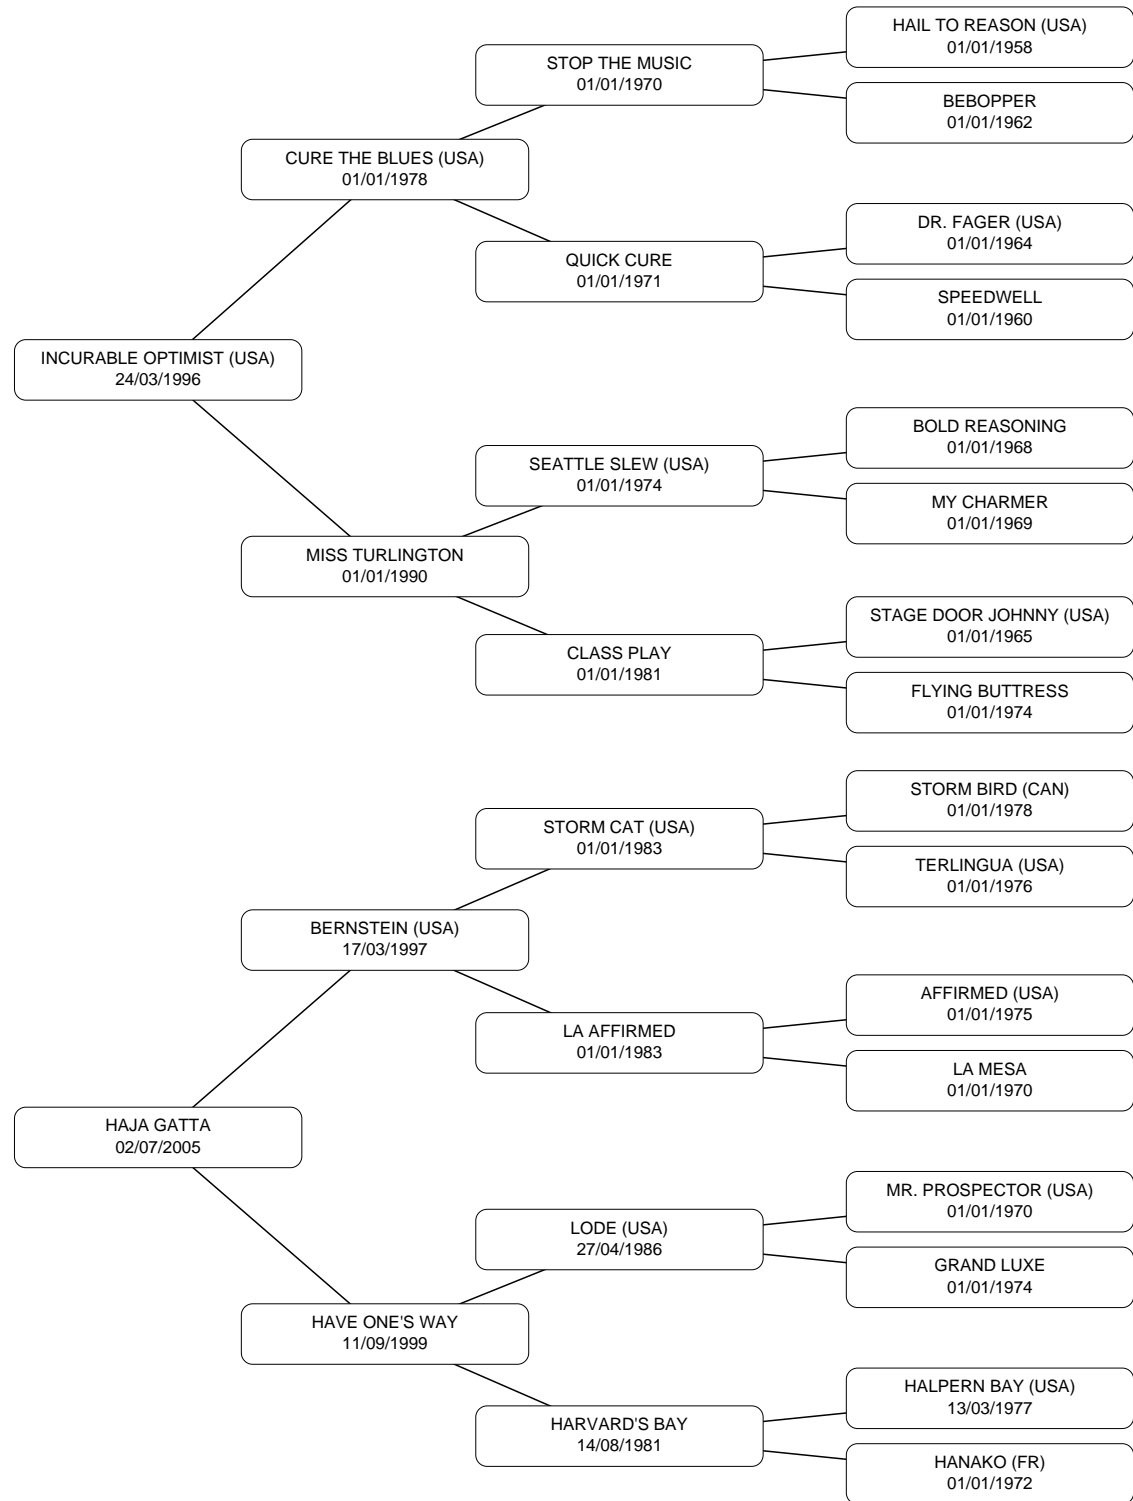 HAIL TO REASON (USA)
01/01/1958
STOP THE MUSIC
01/01/1970
BEBOPPER
01/01/1962
CURE THE BLUES (USA)
01/01/1978
DR. FAGER (USA)
01/01/1964
QUICK CURE
01/01/1971
SPEEDWELL
01/01/1960
INCURABLE OPTIMIST (USA)
24/03/1996
BOLD REASONING
01/01/1968
SEATTLE SLEW (USA)
01/01/1974
MY CHARMER
01/01/1969
MISS TURLINGTON
01/01/1990
STAGE DOOR JOHNNY (USA)
01/01/1965
CLASS PLAY
01/01/1981
FLYING BUTTRESS
01/01/1974
STORM BIRD (CAN)
01/01/1978
STORM CAT (USA)
01/01/1983
TERLINGUA (USA)
01/01/1976
BERNSTEIN (USA)
17/03/1997
AFFIRMED (USA)
01/01/1975
LA AFFIRMED
01/01/1983
LA MESA
01/01/1970
HAJA GATTA
02/07/2005
MR. PROSPECTOR (USA)
01/01/1970
LODE (USA)
27/04/1986
GRAND LUXE
01/01/1974
HAVE ONE'S WAY
11/09/1999
HALPERN BAY (USA)
13/03/1977
HARVARD'S BAY
14/08/1981
HANAKO (FR)
01/01/1972